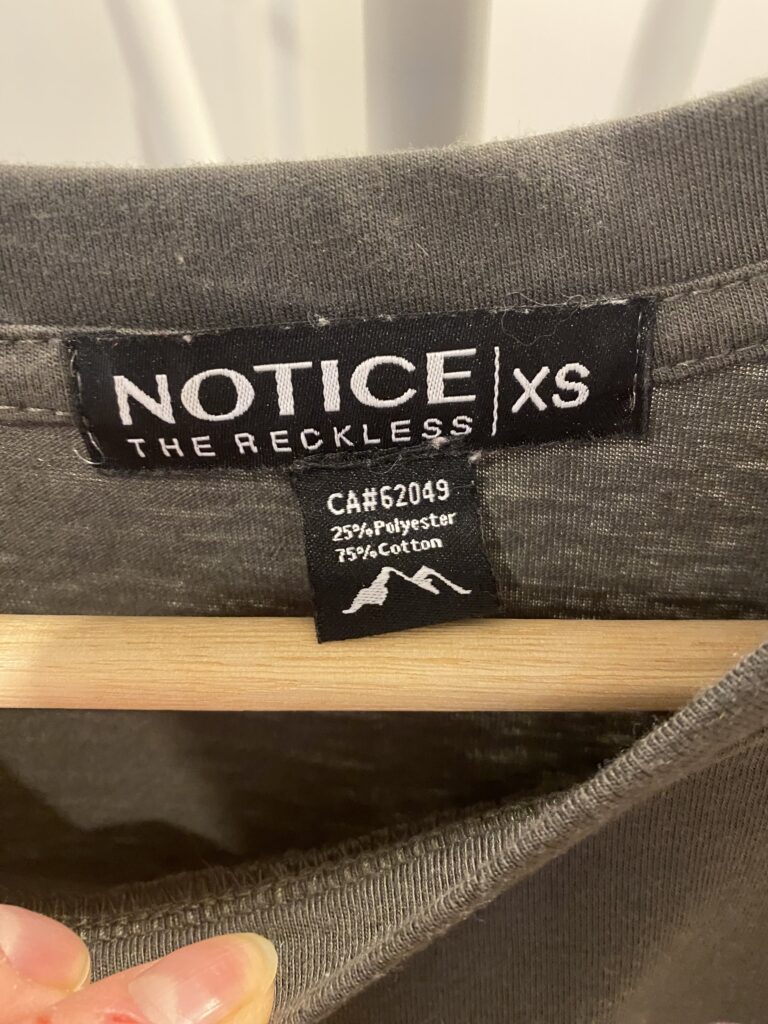 NOTICE | XS
THE RECKLESS
CA#62049
25%Polyester
75%Cotton